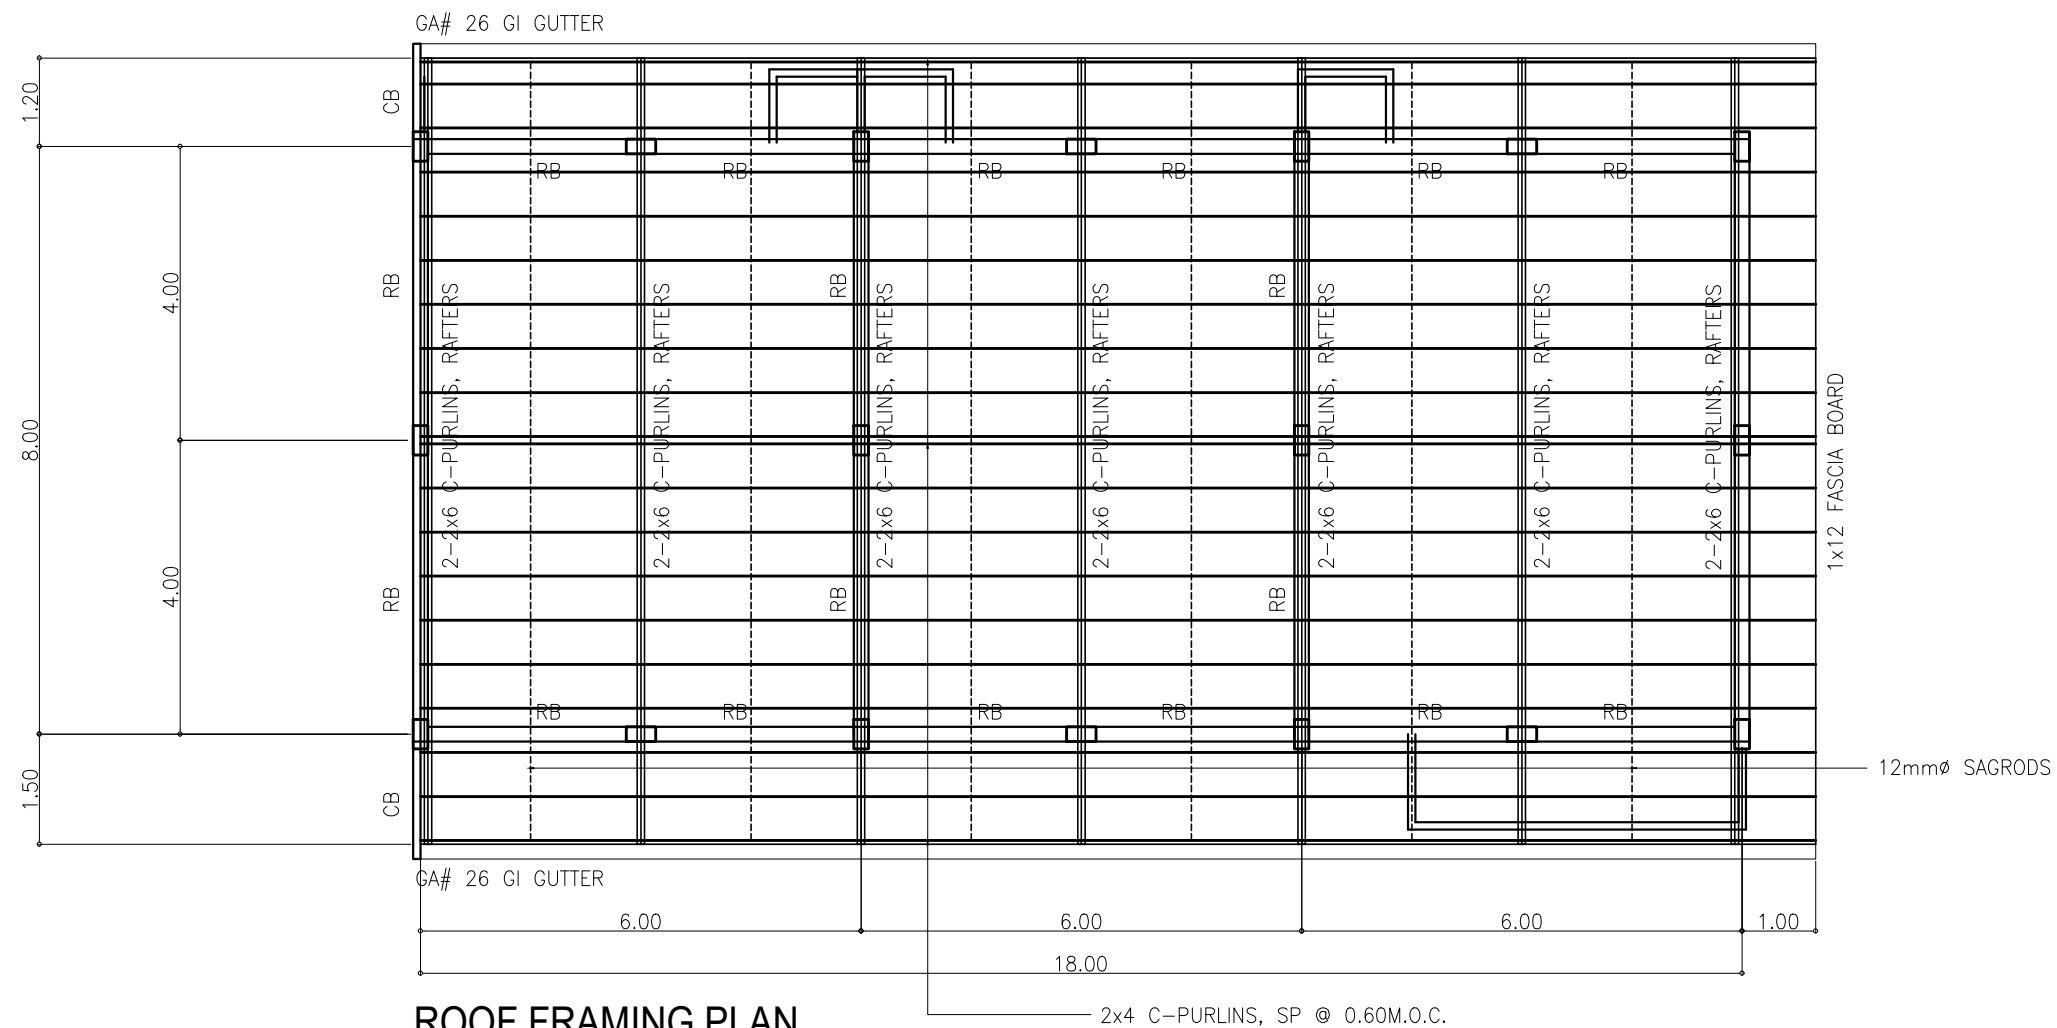 GA# 26 GI GUTTER
1.20
CB
RB
RB
RB
RB
RB
RB
4.00
RB
RB
RB
2-2x6 C-PURLINS, RAFTERS
2-2x6 C-PURLINS, RAFTERS
2-2x6 C-PURLINS, RAFTERS
2-2x6 C-PURLINS, RAFTERS
2-2x6 C-PURLINS, RAFTERS
2-2x6 C-PURLINS, RAFTERS
2-2x6 C-PURLINS, RAFTERS
1x12 FASCIA BOARD
8.00
4.00
RB
RB
RB
RB
RB
RB
RB
RB
RB
1.50
CB
12mmø SAGRODS
GA# 26 GI GUTTER
6.00
6.00
6.00
1.00
18.00
ROOF FRAMING PLAN
2x4 C-PURLINS, SP @ 0.60M.O.C.